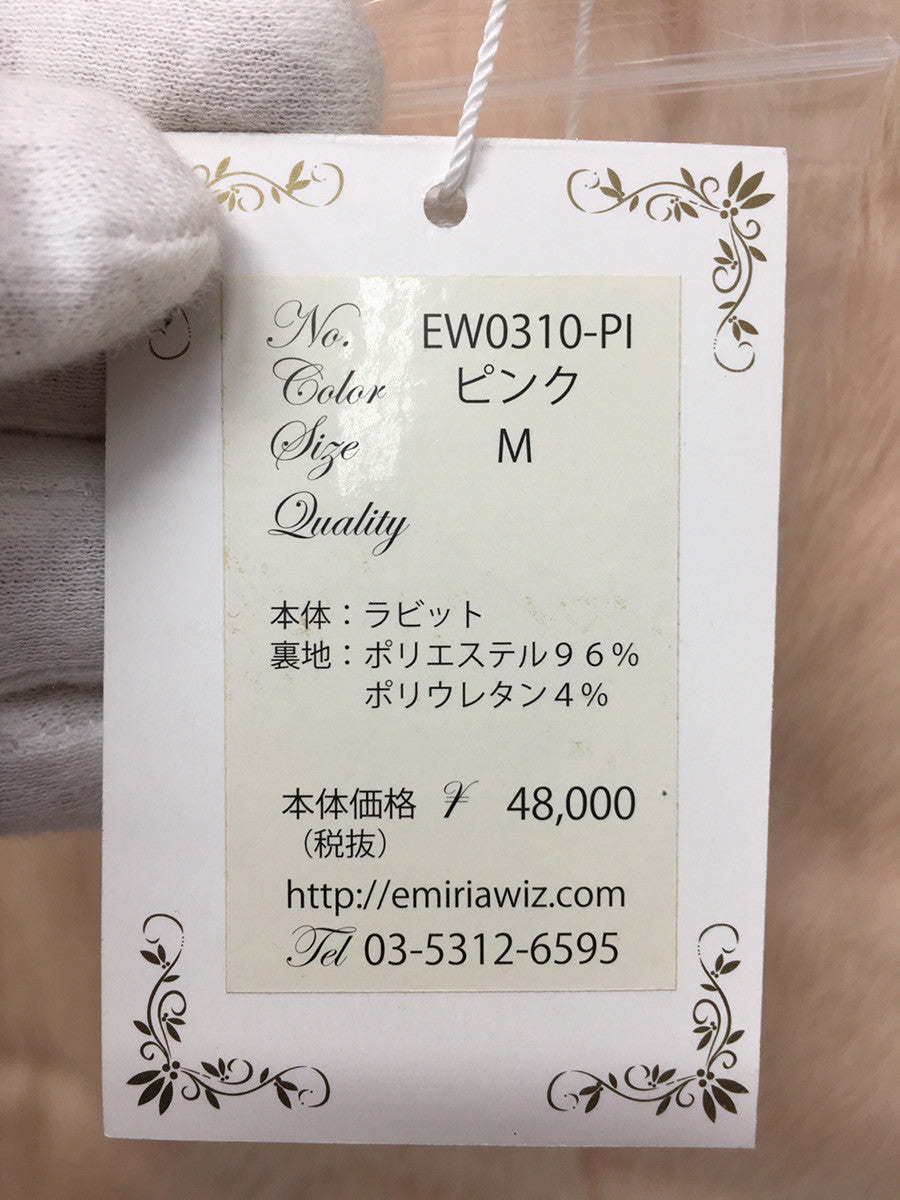 No. EW0310-PI
Color ピンク
Size M
Quality
本体：ラビット
裏地：ポリエステル９６％
ポリウレタン４％
本体価格 ¥ 48,000
（税抜）
http://emiriawiz.com
Tel 03-5312-6595